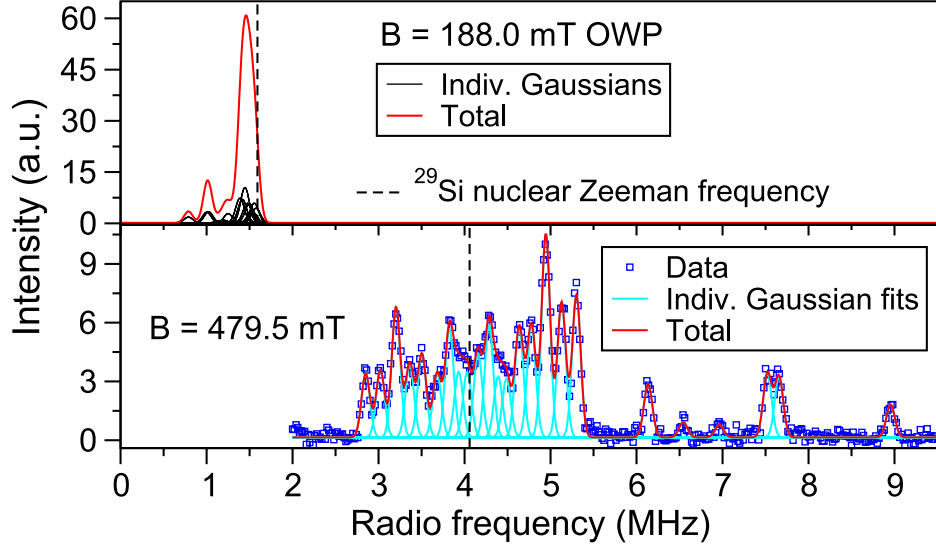 60
45
30
15
0
B = 188.0 mT OWP
Indiv. Gaussians
Total
29Si nuclear Zeeman frequency
Intensity (a.u.)
9
6
3
0
B = 479.5 mT
Data
Indiv. Gaussian fits
Total
0 1 2 3 4 5 6 7 8 9
Radio frequency (MHz)